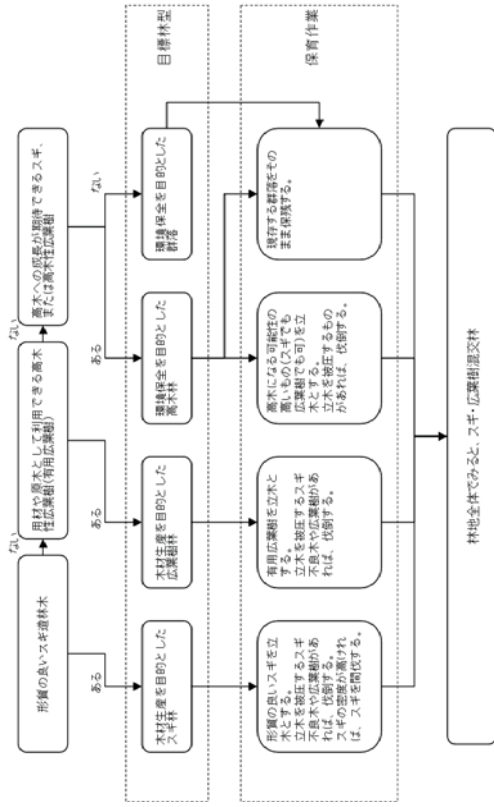 形質の良いスギ造林木
ない
用材や原木として利用できる高木
性広葉樹(有用広葉樹)
ない
高木への成長が期待できるスギ、
または高木性広葉樹
ある
ある
ある
ない
目標林型
木材生産を目的とした
スギ林
木材生産を目的とした
広葉樹林
環境保全を目的とした
高木林
環境保全を目的とした
群落
保育作業
形質の良いスギを立
木とする。
立木を被圧するスギ
不良木や広葉樹があ
れば、伐倒する。
スギの密度が高けれ
ば、スギを間伐する。
有用広葉樹を立木と
する。
立木を被圧するスギ
不良木や広葉樹があ
れば、伐倒する。
高木になる可能性の
高いもの(スギでも
広葉樹でも可)を立
木とする。
立木を被圧するもの
があれば、伐倒する。
現存する群落をその
まま保残する。
林地全体でみると、スギ・広葉樹混交林